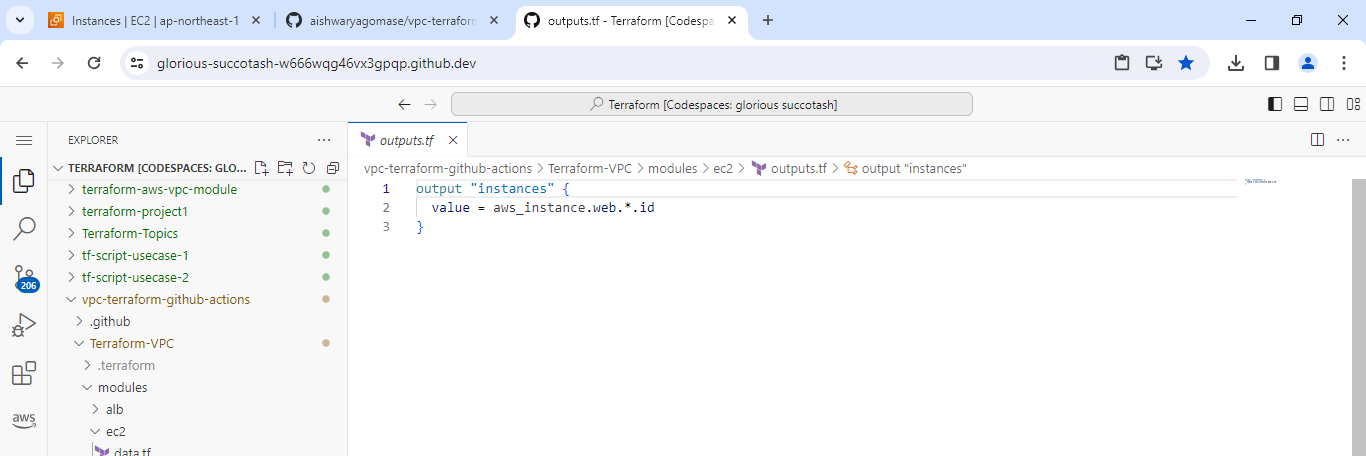 Instances | EC2 | ap-northeast-1
aishwaryagomase/vpc-terraform
outputs.tf - Terraform [Codespa
glorious-succotash-w666wqg46vx3gpqp.github.dev
Terraform [Codespaces: glorious succotash]
EXPLORER
TERRAFORM [CODESPACES: GLO...
terraform-aws-vpc-module
terraform-project1
Terraform-Topics
tf-script-usecase-1
tf-script-usecase-2
206
vpc-terraform-github-actions
.github
Terraform-VPC
.terraform
modules
alb
ec2
data.tf
aws
outputs.tf
vpc-terraform-github-actions > Terraform-VPC > modules > ec2 > outputs.tf > output "instances"
1 output "instances" {
2 value = aws_instance.web.*.id
3 }